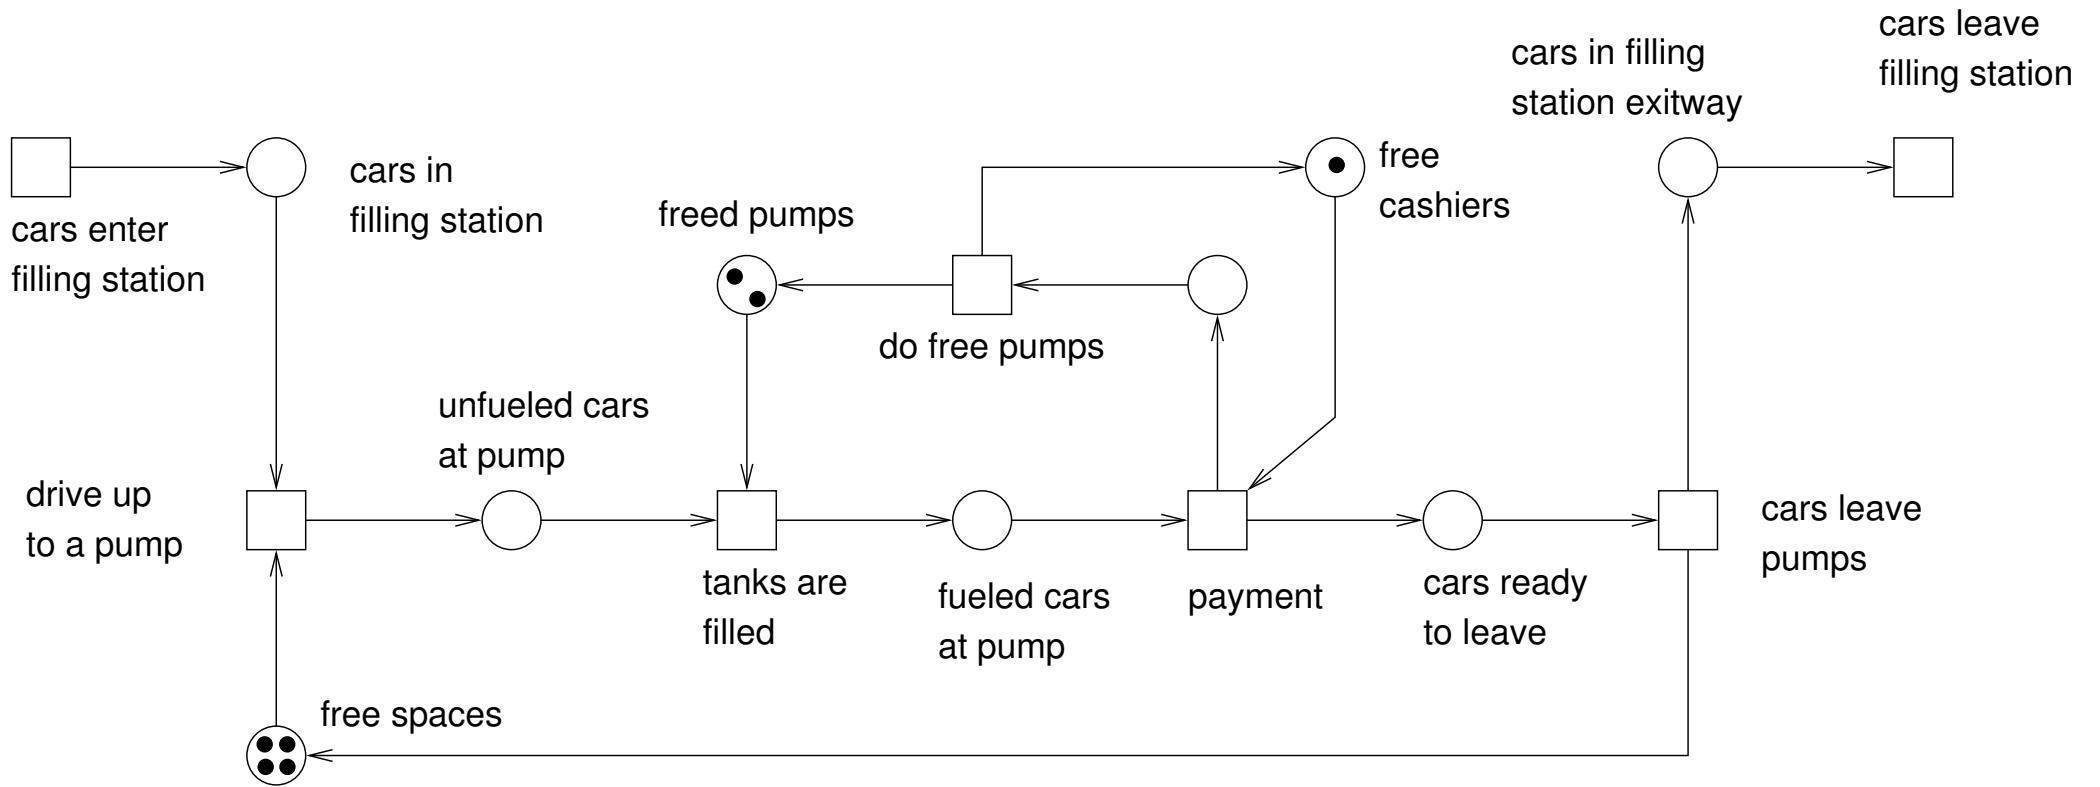 cars leave
filling station
cars in filling
station exitway
free
cashiers
cars in
filling station
freed pumps
cars enter
filling station
do free pumps
unfueled cars
at pump
drive up
to a pump
cars leave
pumps
tanks are
filled
fueled cars
at pump
payment
cars ready
to leave
free spaces